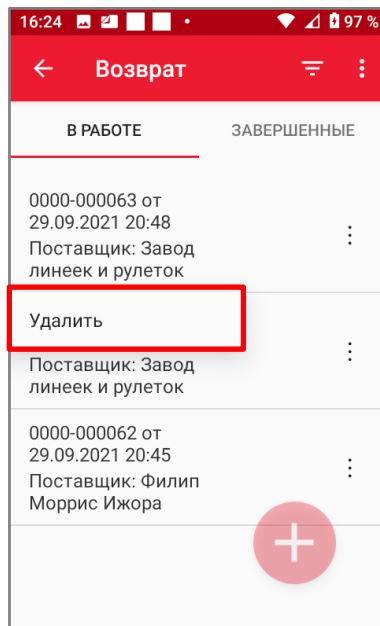 16:24 97 %
Возврат
В РАБОТЕ ЗАВЕРШЕННЫЕ
0000-000063 от
29.09.2021 20:48
Поставщик: Завод
линеек и рулеток
Удалить
Поставщик: Завод
линеек и рулеток
0000-000062 от
29.09.2021 20:45
Поставщик: Филип
Моррис Ижора